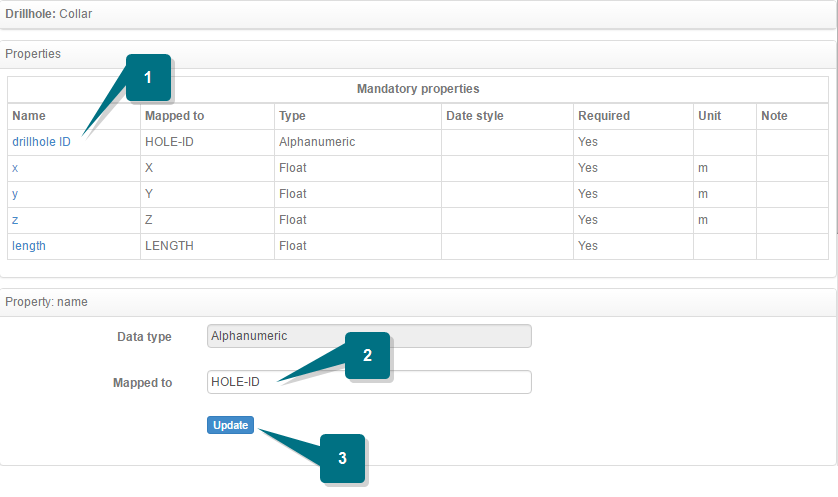 Drillhole: Collar
Properties
1
Mandatory properties
Name Mapped to Type Date style Required Unit Note
drillhole ID HOLE-ID Alphanumeric Yes
x X Float Yes m
y Y Float Yes m
z Z Float Yes m
length LENGTH Float Yes
Property: name
Data type Alphanumeric
2
Mapped to HOLE-ID
Update
3